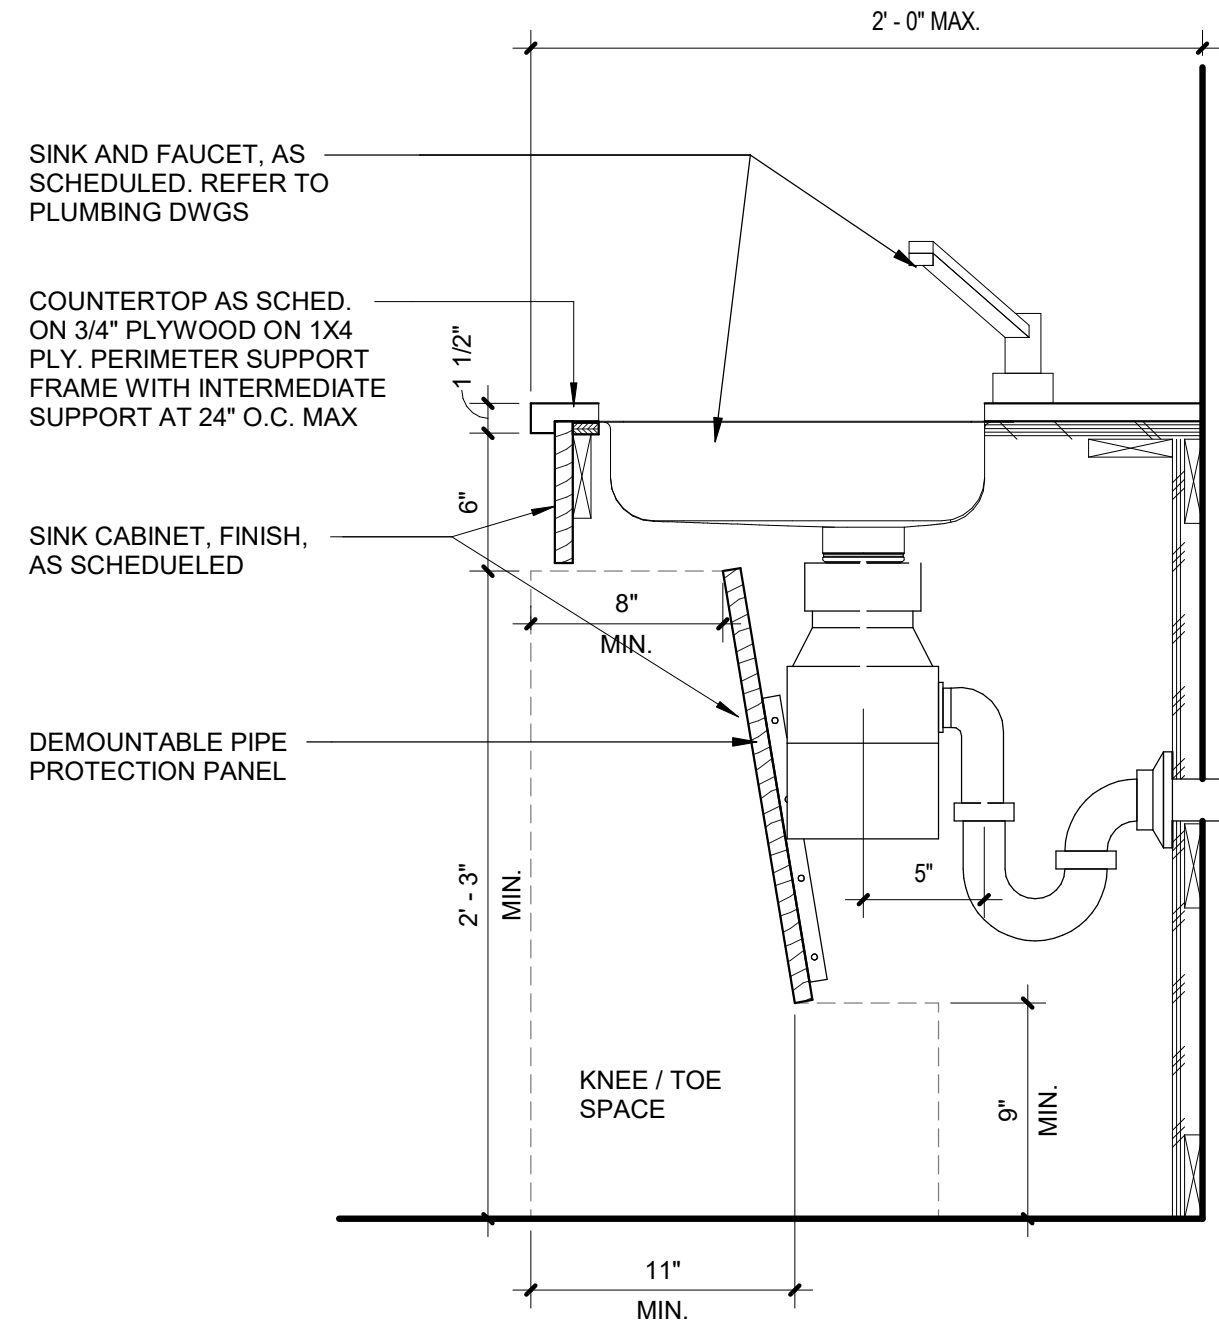 2' - 0" MAX.
SINK AND FAUCET, AS
SCHEDULED. REFER TO
PLUMBING DWGS
COUNTERTOP AS SCHED.
ON 3/4" PLYWOOD ON 1X4
PLY. PERIMETER SUPPORT
FRAME WITH INTERMEDIATE
SUPPORT AT 24" O.C. MAX
1 1/2"
6"
SINK CABINET, FINISH,
AS SCHEDUELED
8"
MIN.
DEMOUNTABLE PIPE
PROTECTION PANEL
2' - 3"
MIN.
5"
KNEE / TOE
SPACE
9"
MIN.
11"
MIN.